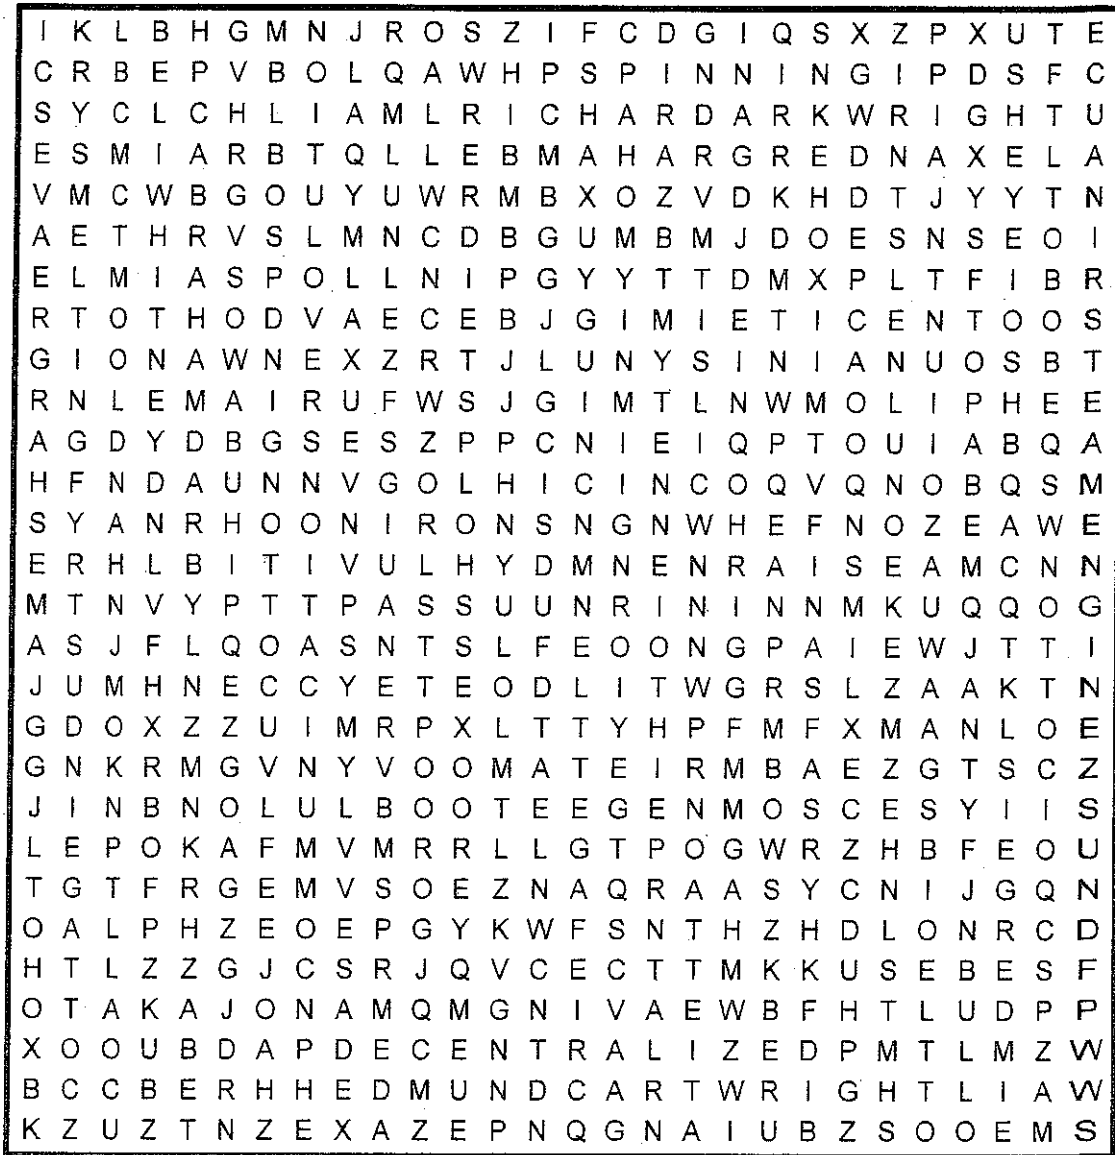 I K L B H G M N J R O S Z I F C D G I Q S X Z P X U T E
C R B E P V B O L Q A W H P S P I N N I N G I P D S F C
S Y C L C H L I A M L R I C H A R D A R K W R I G H T U
E S M I A R B T Q L L E B M A H A R G R E D N A X E L A
V M C W B G O U Y U W R M B X O Z V D K H D T J Y Y T N
A E T H R V S L M N C D B G U M B M J D O E S N S E O I
E L M I A S P O L L N I P G Y Y T T D M X P L T F I B R
R T O T H O D V A E C E B J G I M I E T I C E N T O O S
G I O N A W N E X Z R T J L U N Y S I N I A N U O S B T
R N L E M A I R U F W S J G I M T L N W M O L I P H E E
A G D Y D B G S E S Z P P C N I E I Q P T O U I A B Q A
H F N D A U N N V G O L H I C I N C O Q V Q N O B Q S M
S Y A N R H O O N I R O N S N G N W H E F N O Z E A W E
E R H L B I T I V U L H Y D M N E N R A I S E A M C N N
M T N V Y P T T P A S S U U N R I N I N N M K U Q Q O G
A S J F L Q O A S N T S L F E O O N G P A I E W J T T I
J U M H N E C C Y E T E O D L I T W G R S L Z A A K T N
G D O X Z Z U I M R P X L T T Y H P F M F X M A N L O E
G N K R M G V N Y V O O M A T E I R M B A E Z G T S C Z
J I N B N O L U L B O O T E E G E N M O S C E S Y I I S
L E P O K A F M V M R R L L G T P O G W R Z H B F E O U
T G T F R G E M V S O E Z N A Q R A A S Y C N I J G Q N
O A L P H Z E O E P G Y K W F S N T H Z H D L O N R C D
H T L Z Z G J C S R J Q V C E C T T M K K U S E B E S F
O T A K A J O N A M Q M G N I V A E W B F H T L U D P P
X O O U B D A P D E C E N T R A L I Z E D P M T L M Z W
B C C B E R H H E D M U N D C A R T W R I G H T L I A W
K Z U Z T N Z E X A Z E P N Q G N A I U B Z S O O E M S